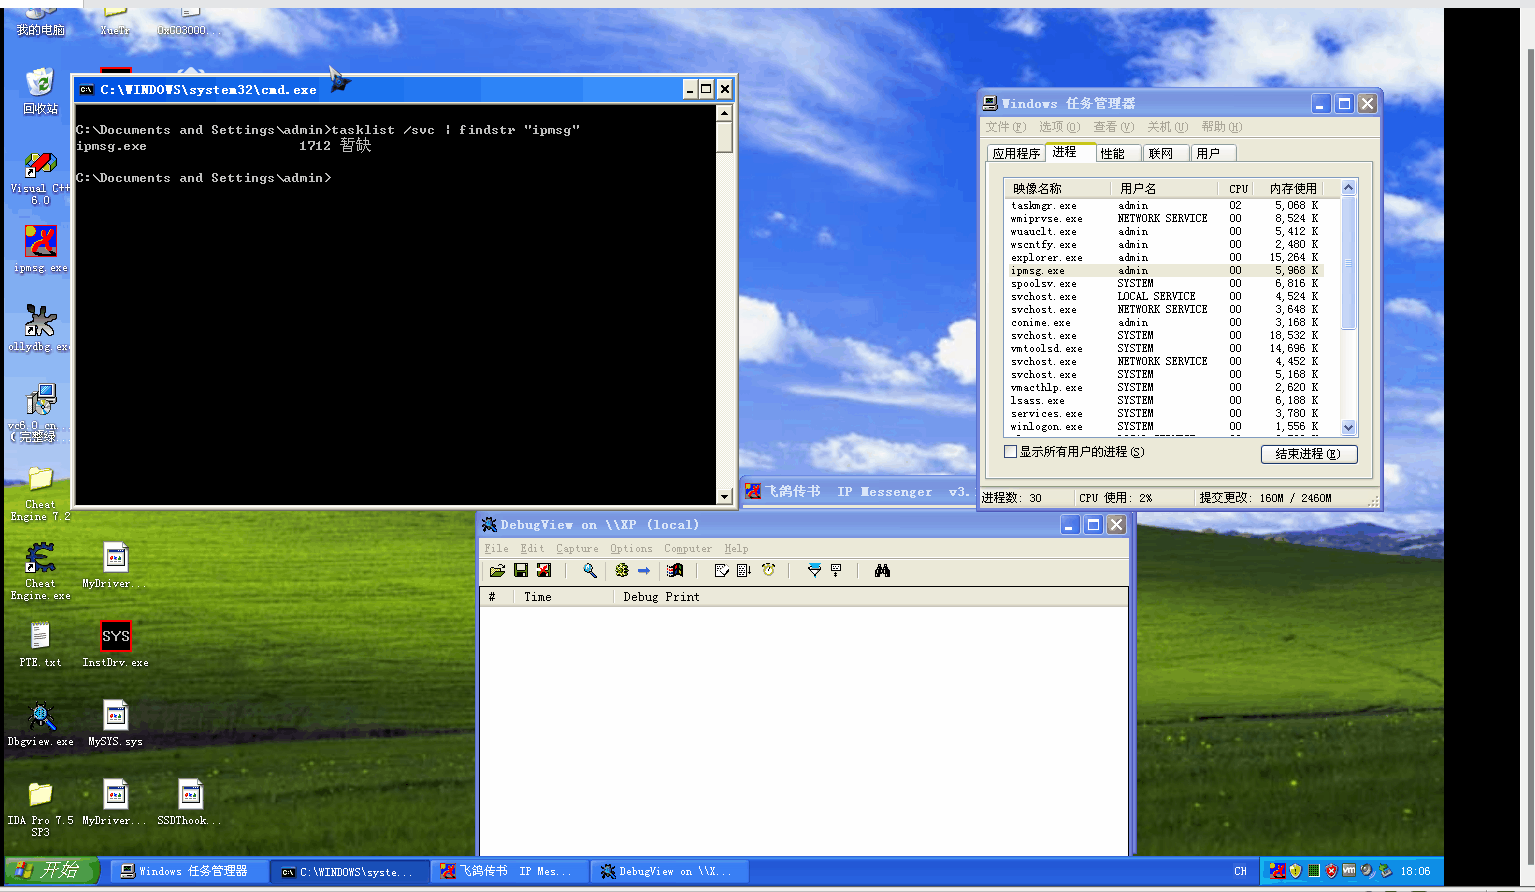 我的电脑
XueTr
0xG03000...
回收站
Visual C++
6.0
ipmsg.exe
ollydbg.exe
vc6.0_cn.
(完整绿...
Cheat
Engine 7.2
Cheat
Engine.exe
MyDriver...
PTE.txt
SYS
InstDrv.exe
Dbgview.exe
MySYS.sys
IDA Pro 7.5
SP3
MyDriver...
SSDThook...
C:\WINDOWS\system32\cmd.exe
C:\Documents and Settings\admin>tasklist /svc | findstr "ipmsg"
ipmsg.exe 1712 暂缺
C:\Documents and Settings\admin>
Windows 任务管理器
文件(F) 选项(O) 查看(V) 关机(U) 帮助(H)
应用程序 进程 性能 联网 用户
映像名称 用户名 CPU 内存使用
taskmgr.exe admin 02 5,068 K
wmiprvse.exe NETWORK SERVICE 00 8,524 K
wuauclt.exe admin 00 5,412 K
wscntfy.exe admin 00 2,480 K
explorer.exe admin 00 15,264 K
ipmsg.exe admin 00 5,968 K
spoolsv.exe SYSTEM 00 6,816 K
svchost.exe LOCAL SERVICE 00 4,524 K
svchost.exe NETWORK SERVICE 00 3,648 K
conime.exe admin 00 3,168 K
svchost.exe SYSTEM 00 18,532 K
vmtoolsd.exe SYSTEM 00 14,696 K
svchost.exe NETWORK SERVICE 00 4,452 K
svchost.exe SYSTEM 00 5,168 K
vmacthlp.exe SYSTEM 00 2,620 K
lsass.exe SYSTEM 00 6,188 K
services.exe SYSTEM 00 3,780 K
winlogon.exe SYSTEM 00 1,556 K
显示所有用户的进程(S)
结束进程(E)
进程数: 30 CPU 使用: 2% 提交更改: 160M / 2460M
飞鸽传书 IP Messenger v3.
DebugView on \\XP (local)
File Edit Capture Options Computer Help
# Time Debug Print
开始
Windows 任务管理器
C:\WINDOWS\syste...
飞鸽传书 IP Mes...
DebugView on \\X...
CH
18:06